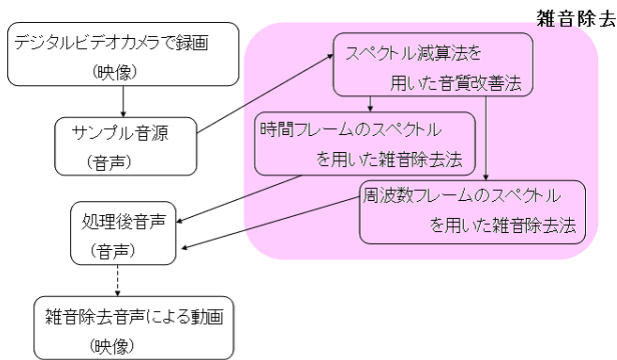 雑音除去
デジタルビデオカメラで録画
(映像)
スペクトル減算法を
用いた音質改善法
サンプル音源
(音声)
時間フレームのスペクトル
を用いた雑音除去法
周波数フレームのスペクトル
を用いた雑音除去法
処理後音声
(音声)
雑音除去音声による動画
(映像)